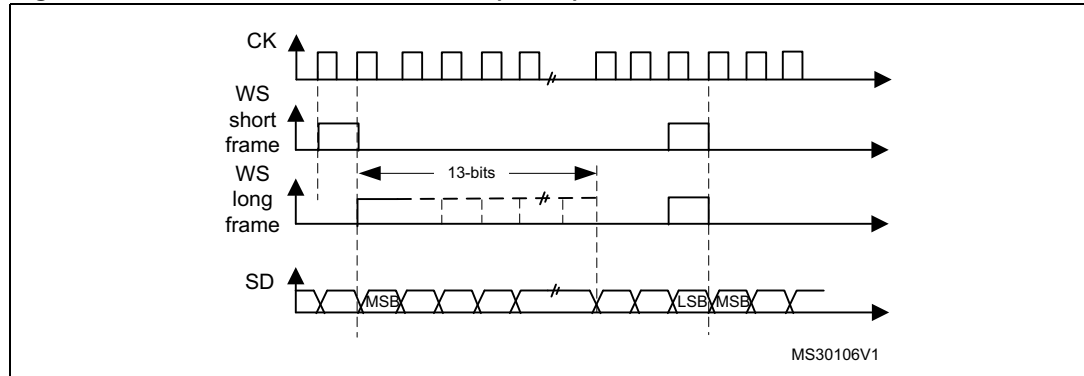 CK
WS
short
frame
WS
long
frame
13-bits
SD
MSB
LSB
MSB
MS30106V1